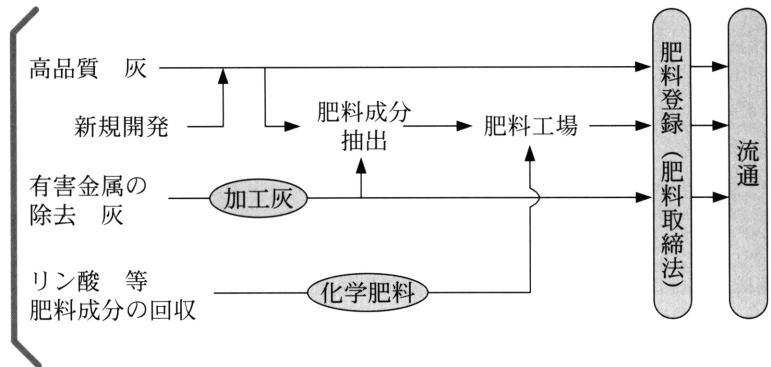 高品質　灰
新規開発
肥料成分
抽出
肥料工場
有害金属の
除去　灰
加工灰
リン酸　等
肥料成分の回収
化学肥料
肥料登録（肥料取締法）
流通